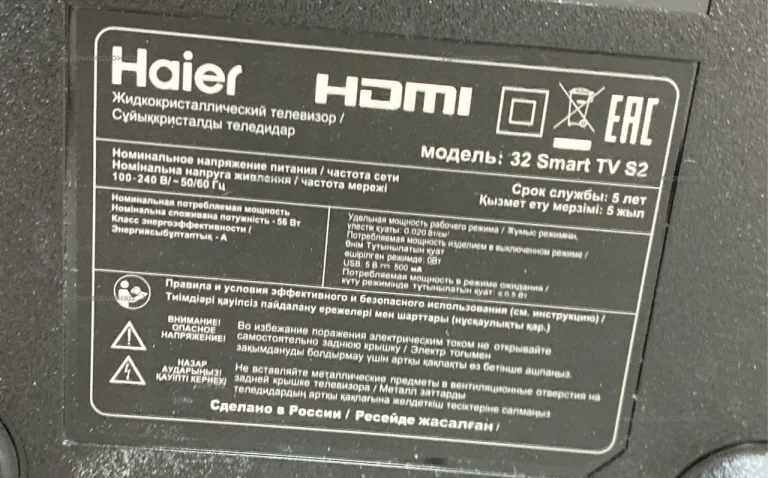 Haier
HDMI
EAC
Жидкокристаллический телевизор /
Сұйыққристалды теледидар
модель: 32 Smart TV S2
Номинальное напряжение питания / частота сети
Номінальна напруга живлення / частота мережі
100-240 В/~ 50/60 Гц
Срок службы: 5 лет
Қызмет ету мерзімі: 5 жыл
Номинальная потребляемая мощность
Номінальна споживана потужність - 56 Вт
Класс энергоэффективности /
Энергиясыбұлтаптық - А
Удельная мощность рабочего режима / Жұмыс режимнің
үлестік қуаты: 0.020 Вт/см²
Потребляемая мощность изделием в выключенном режиме /
Өнім Тұтынылатын қуат
өшірілген режимде: 0Вт
USB: 5 В 500 мА
Потребляемая мощность в режиме ожидания /
күту режимінде тұтынылатын қуат: ≤ 0.5 Вт
Правила и условия эффективного и безопасного использования (см. инструкцию) /
Тиімдіәрі қауіпсіз пайдалану ережелері мен шарттары (нұсқаулықты қар.)
ВНИМАНИЕ!
ОПАСНОЕ
НАПРЯЖЕНИЕ!
Во избежание поражения электрическим током не открывайте
самостоятельно заднюю крышку / Электр тогымен
зақымдануды болдырмау үшін артқы қақпақты өз бетінше ашпаңыз.
НАЗАР
АУДАРЫҢЫЗ!
ҚАУІПТІ КЕРНЕУ!
Не вставляйте металлические предметы в вентиляционные отверстия на
задней крышке телевизора / Металл заттарды
теледидардың артқы қақпағына желдеткіш тесіктеріне салмаңыз
Сделано в России / Ресейде жасалған /